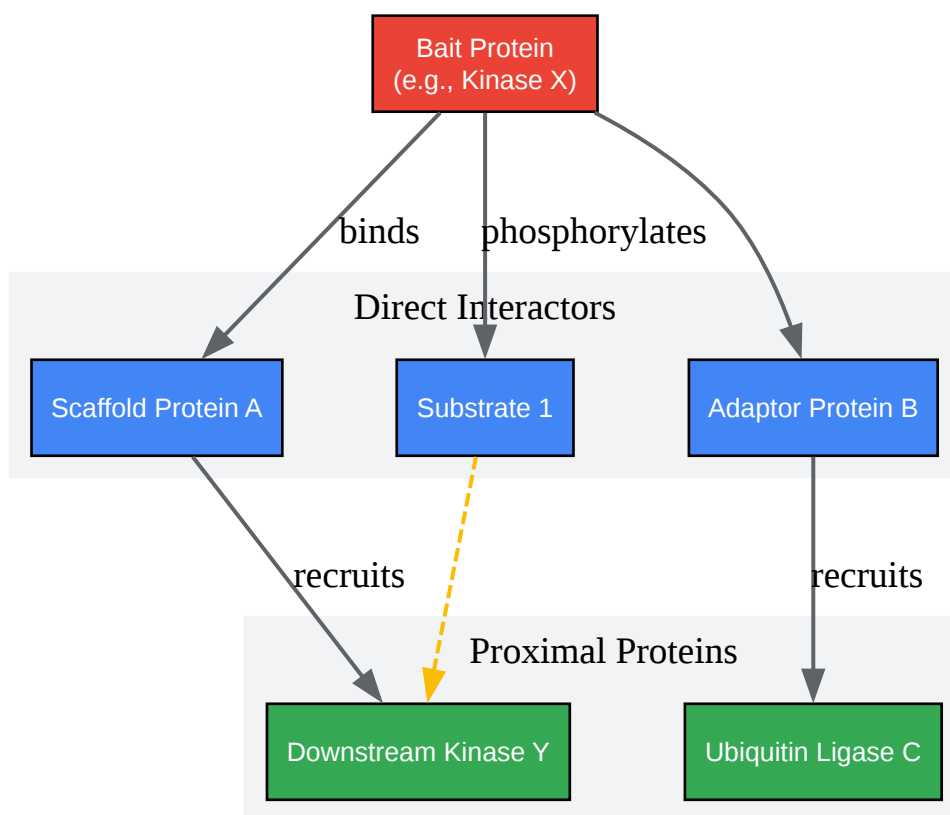 Bait Protein
(e.g., Kinase X)
binds
phosphorylates
Direct Interactors
Scaffold Protein A
Substrate 1
Adaptor Protein B
recruits
recruits
Proximal Proteins
Downstream Kinase Y
Ubiquitin Ligase C